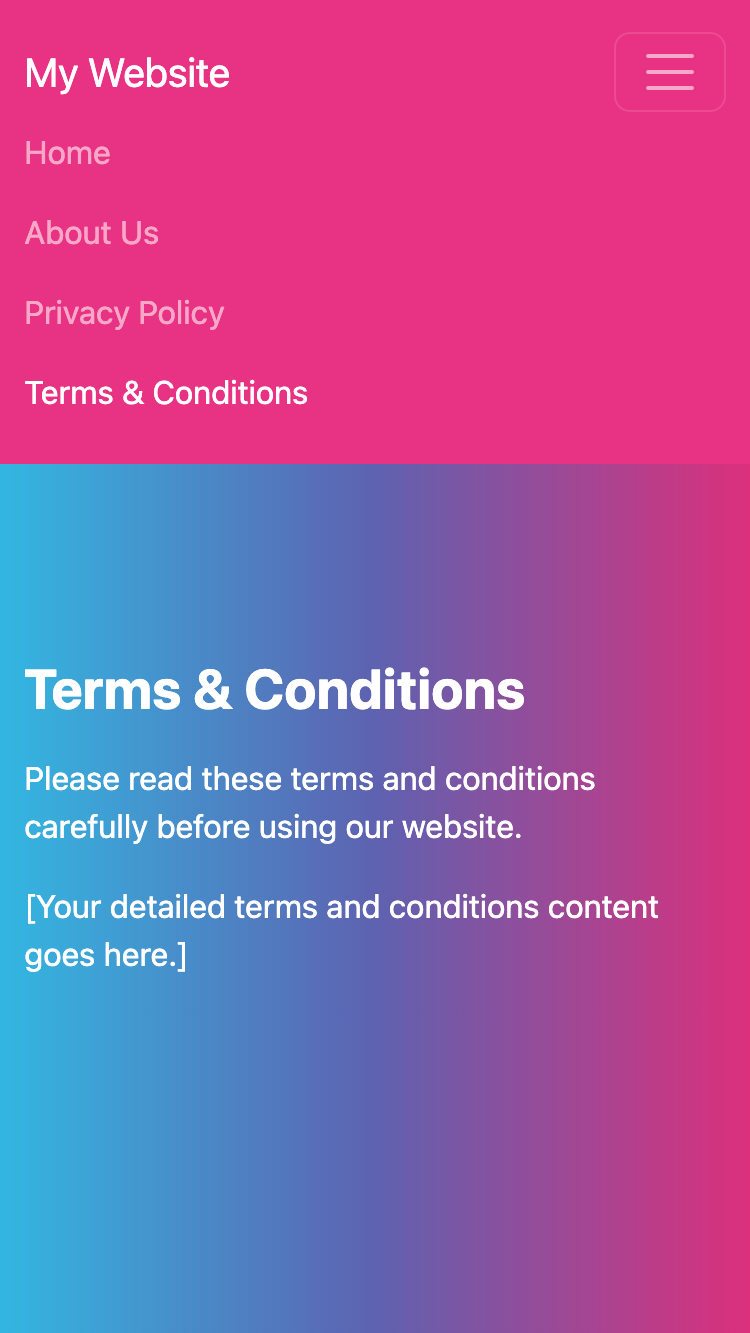 My Website
Home
About Us
Privacy Policy
Terms & Conditions
Terms & Conditions
Please read these terms and conditions
carefully before using our website.
[Your detailed terms and conditions content
goes here.]